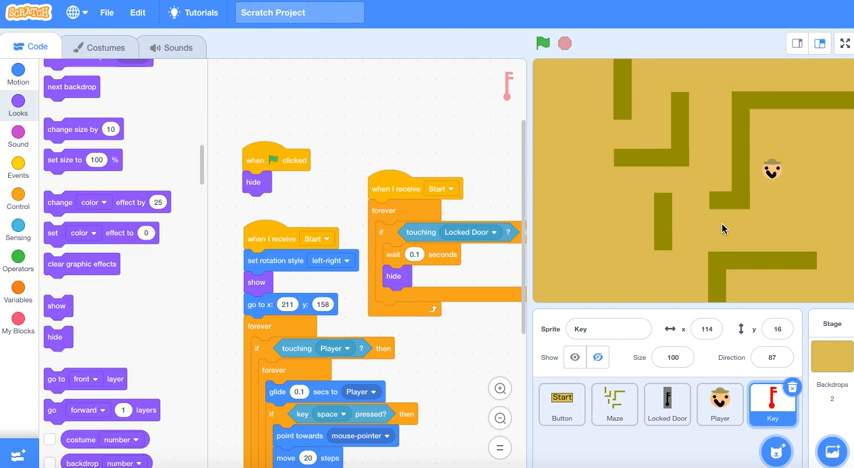 SCRATCH File Edit Tutorials Scratch Project
Code Costumes Sounds
Motion
Looks
Sound
Events
Control
Sensing
Operators
Variables
My Blocks
next backdrop
change size by 10
set size to 100 %
change color effect by 25
set color effect to 0
clear graphic effects
show
hide
go to front layer
go forward 1 layers
costume number
backdrop number
when clicked
hide
when I receive Start
set rotation style left-right
show
go to x: 211 y: 158
forever
if touching Player ? then
forever
glide 0.1 secs to Player
if key space pressed? then
point towards mouse-pointer
move 20 steps
when I receive Start
forever
if touching Locked Door ?
wait 0.1 seconds
hide
Sprite Key x 114 y 16
Show Size 100 Direction 87
Start
Button Maze Locked Door Player Key
Stage
Backdrops
2